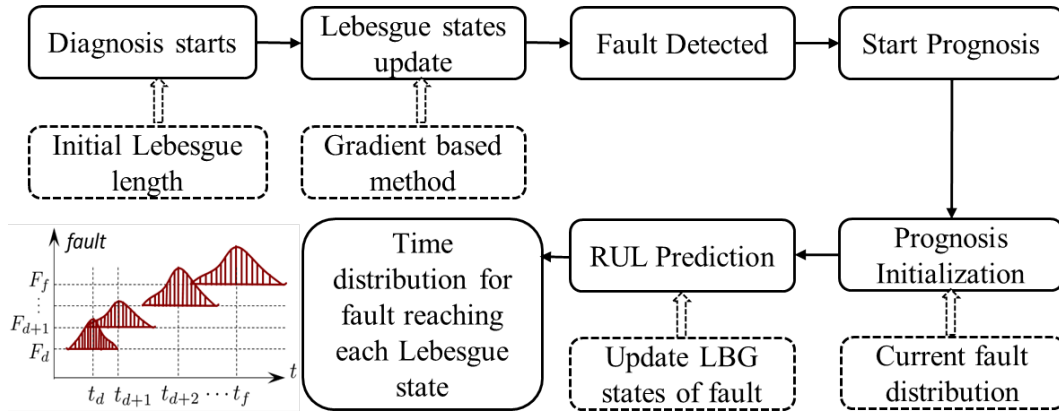 Diagnosis starts
Lebesgue states
update
Fault Detected
Start Prognosis
Initial Lebesgue
length
Gradient based
method
fault
F_f
⋮
F_{d+1}
F_d
t
t_d t_{d+1} t_{d+2} ··· t_f
Time
distribution for
fault reaching
each Lebesgue
state
RUL Prediction
Prognosis
Initialization
Update LBG
states of fault
Current fault
distribution